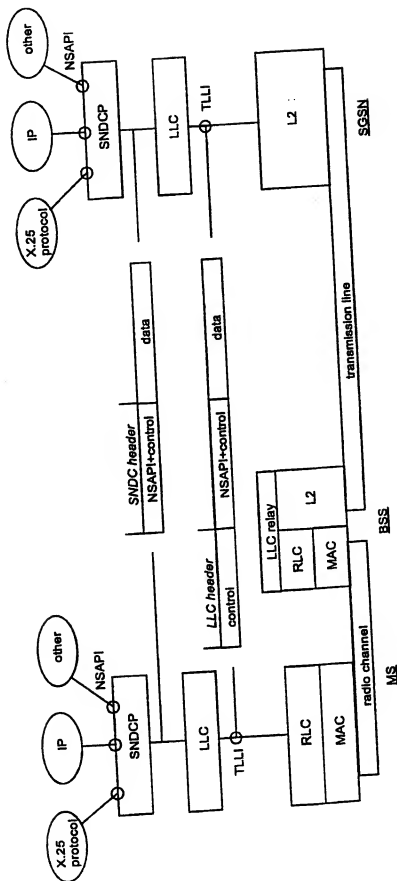 X.25
protocol
IP
other
NSAPI
SNDCP
LLC
TLLI
RLC
MAC
radio channel
MS
SNDC header
NSAPI+control
data
LLC header
control
NSAPI+control
data
LLC relay
RLC
MAC
L2
BSS
transmission line
X.25
protocol
IP
other
NSAPI
SNDCP
LLC
TLLI
L2 :
SGSN